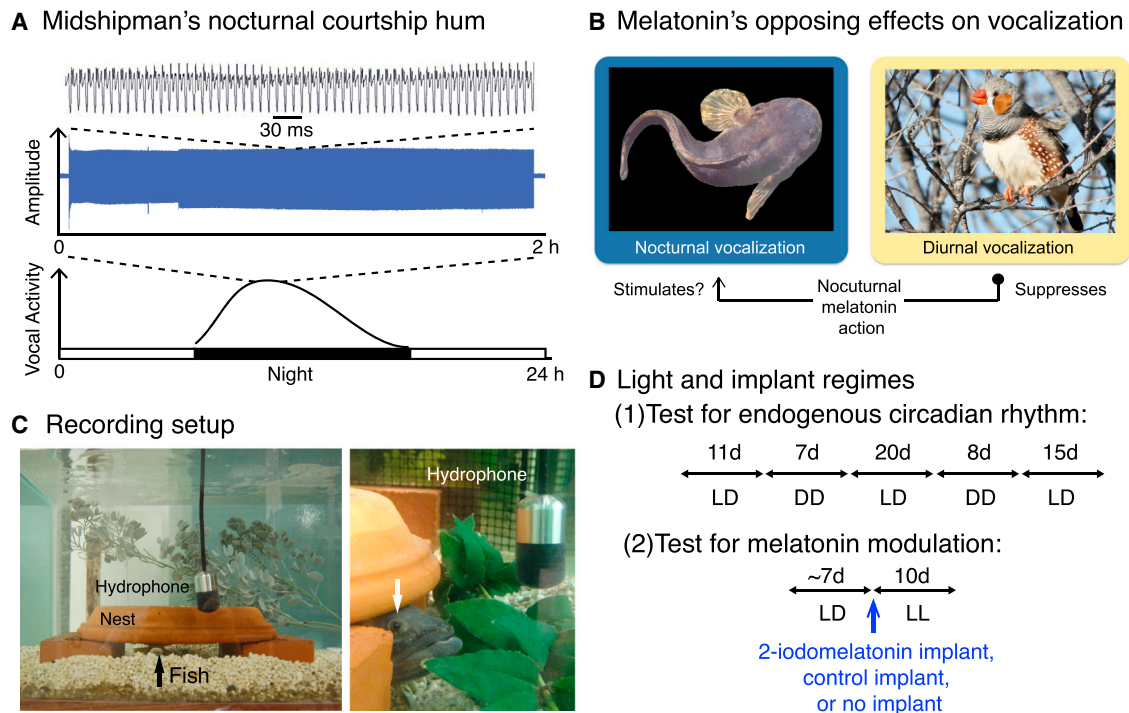 A Midshipman's nocturnal courtship hum
30 ms
Amplitude
0
2 h
Vocal Activity
0
Night
24 h
B Melatonin's opposing effects on vocalization
Nocturnal vocalization
Diurnal vocalization
Stimulates?
Nocuturnal
melatonin
action
Suppresses
C Recording setup
Hydrophone
Nest
Fish
Hydrophone
D Light and implant regimes
(1)Test for endogenous circadian rhythm:
11d 7d 20d 8d 15d
LD DD LD DD LD
(2)Test for melatonin modulation:
~7d 10d
LD LL
2-iodomelatonin implant,
control implant,
or no implant